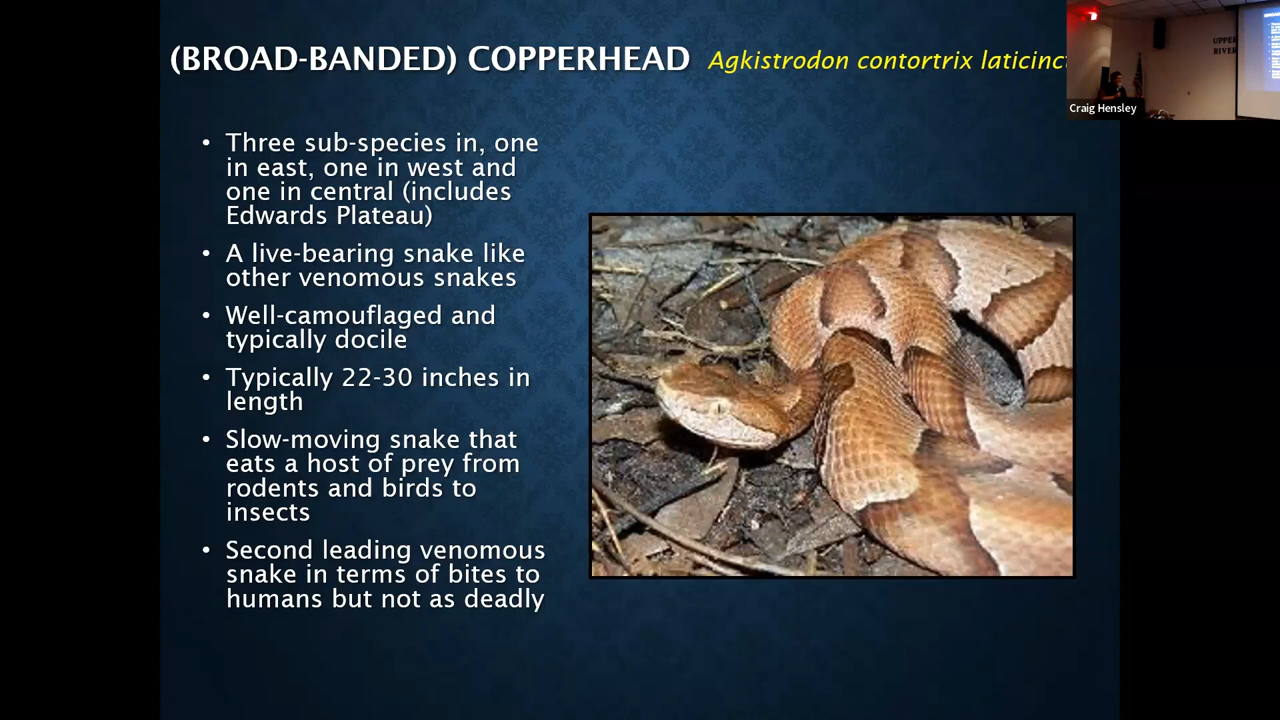 (BROAD-BANDED) COPPERHEAD Agkistrodon contortrix laticinc
Craig Hensley
UPPER
RIVER
• Three sub-species in, one
in east, one in west and
one in central (includes
Edwards Plateau)
• A live-bearing snake like
other venomous snakes
• Well-camouflaged and
typically docile
• Typically 22-30 inches in
length
• Slow-moving snake that
eats a host of prey from
rodents and birds to
insects
• Second leading venomous
snake in terms of bites to
humans but not as deadly